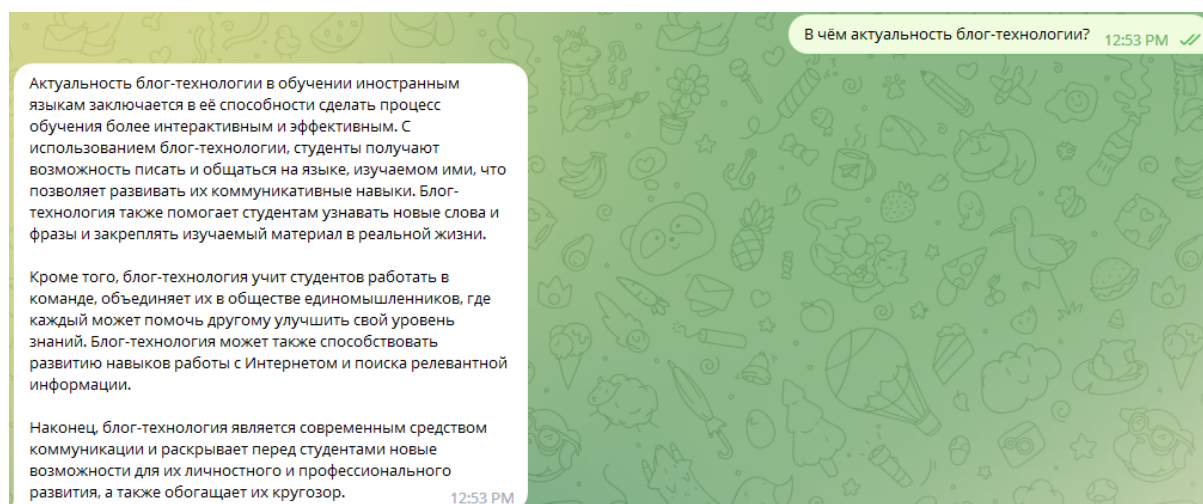 В чём актуальность блог-технологии?
12:53 PM
Актуальность блог-технологии в обучении иностранным
языкам заключается в её способности сделать процесс
обучения более интерактивным и эффективным. С
использованием блог-технологии, студенты получают
возможность писать и общаться на языке, изучаемом ими, что
позволяет развивать их коммуникативные навыки. Блог-
технология также помогает студентам узнавать новые слова и
фразы и закреплять изучаемый материал в реальной жизни.
Кроме того, блог-технология учит студентов работать в
команде, объединяет их в обществе единомышленников, где
каждый может помочь другому улучшить свой уровень
знаний. Блог-технология может также способствовать
развитию навыков работы с Интернетом и поиска релевантной
информации.
Наконец, блог-технология является современным средством
коммуникации и раскрывает перед студентами новые
возможности для их личностного и профессионального
развития, а также обогащает их кругозор.
12:53 PM